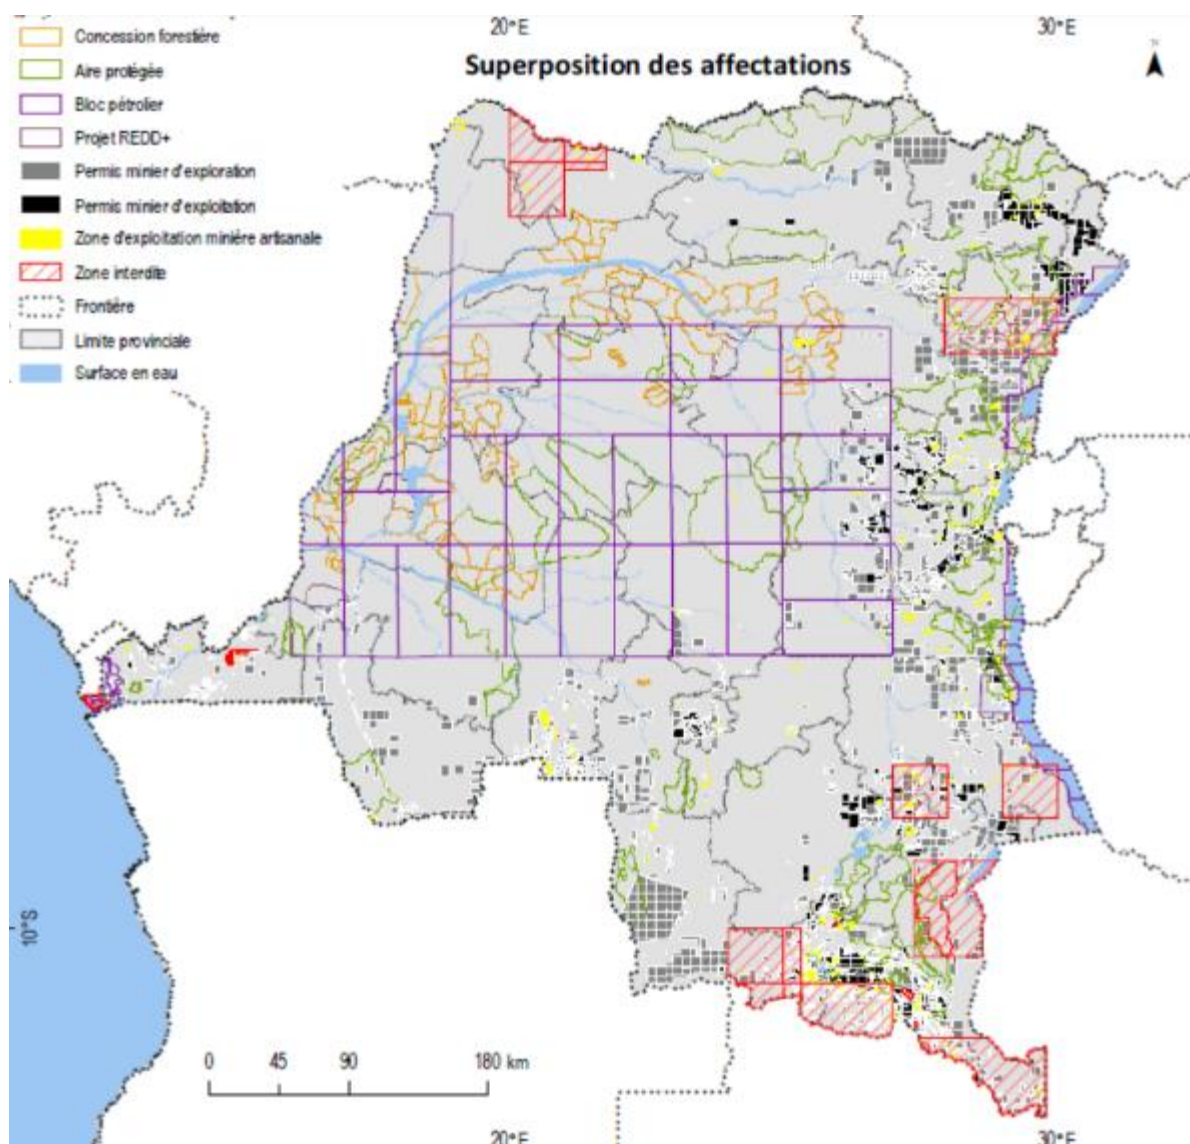 20°E
30°E
Superposition des affectations
Concession forestière
Aire protégée
Bloc pétrolier
Projet REDD+
Permis minier d'exploration
Permis minier d'exploitation
Zone d'exploitation minière artisanale
Zone interdite
Frontière
Limite provinciale
Surface en eau
10°S
0
45
90
180 km
20°E
30°E